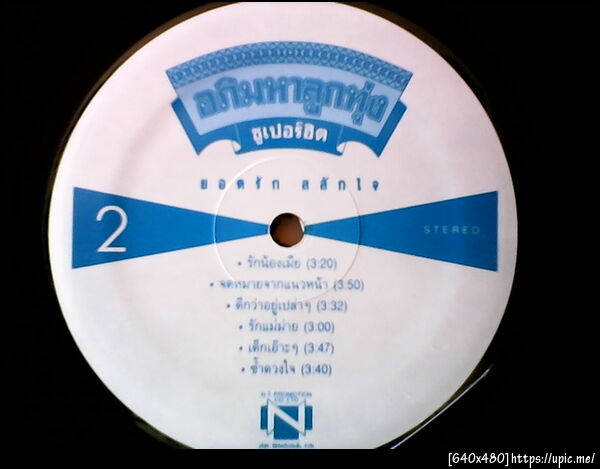 อภิมหาลูกทุ่ง
ซูเปอร์ฮิต
ยอดรัก สลักใจ
2
STEREO
• รักน้องเมีย (3:20)
• จดหมายจากแนวหน้า (3:50)
• ดีกว่าอยู่เปล่าๆ (3:32)
• รักแม่ม่าย (3:00)
• เด็กเอ๊าะๆ (3:47)
• ช้ำดวงใจ (3:40)
N.T. PROMOTION
CO.,LTD.
N
[640x480]https://upic.me/